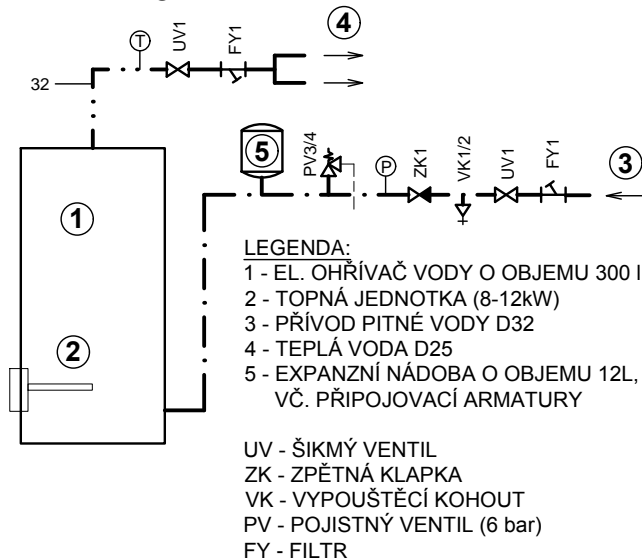 4
T
UV1
FY1
32
5
PV3/4
P
ZK1
VK1/2
UV1
FY1
3
1
2
LEGENDA:
1 - EL. OHŘÍVAČ VODY O OBJEMU 300 l
2 - TOPNÁ JEDNOTKA (8-12kW)
3 - PŘÍVOD PITNÉ VODY D32
4 - TEPLÁ VODA D25
5 - EXPANZNÍ NÁDOBA O OBJEMU 12L,
VČ. PŘIPOJOVACÍ ARMATURY
UV - ŠIKMÝ VENTIL
ZK - ZPĚTNÁ KLAPKA
VK - VYPOUŠTĚCÍ KOHOUT
PV - POJISTNÝ VENTIL (6 bar)
FY - FILTR